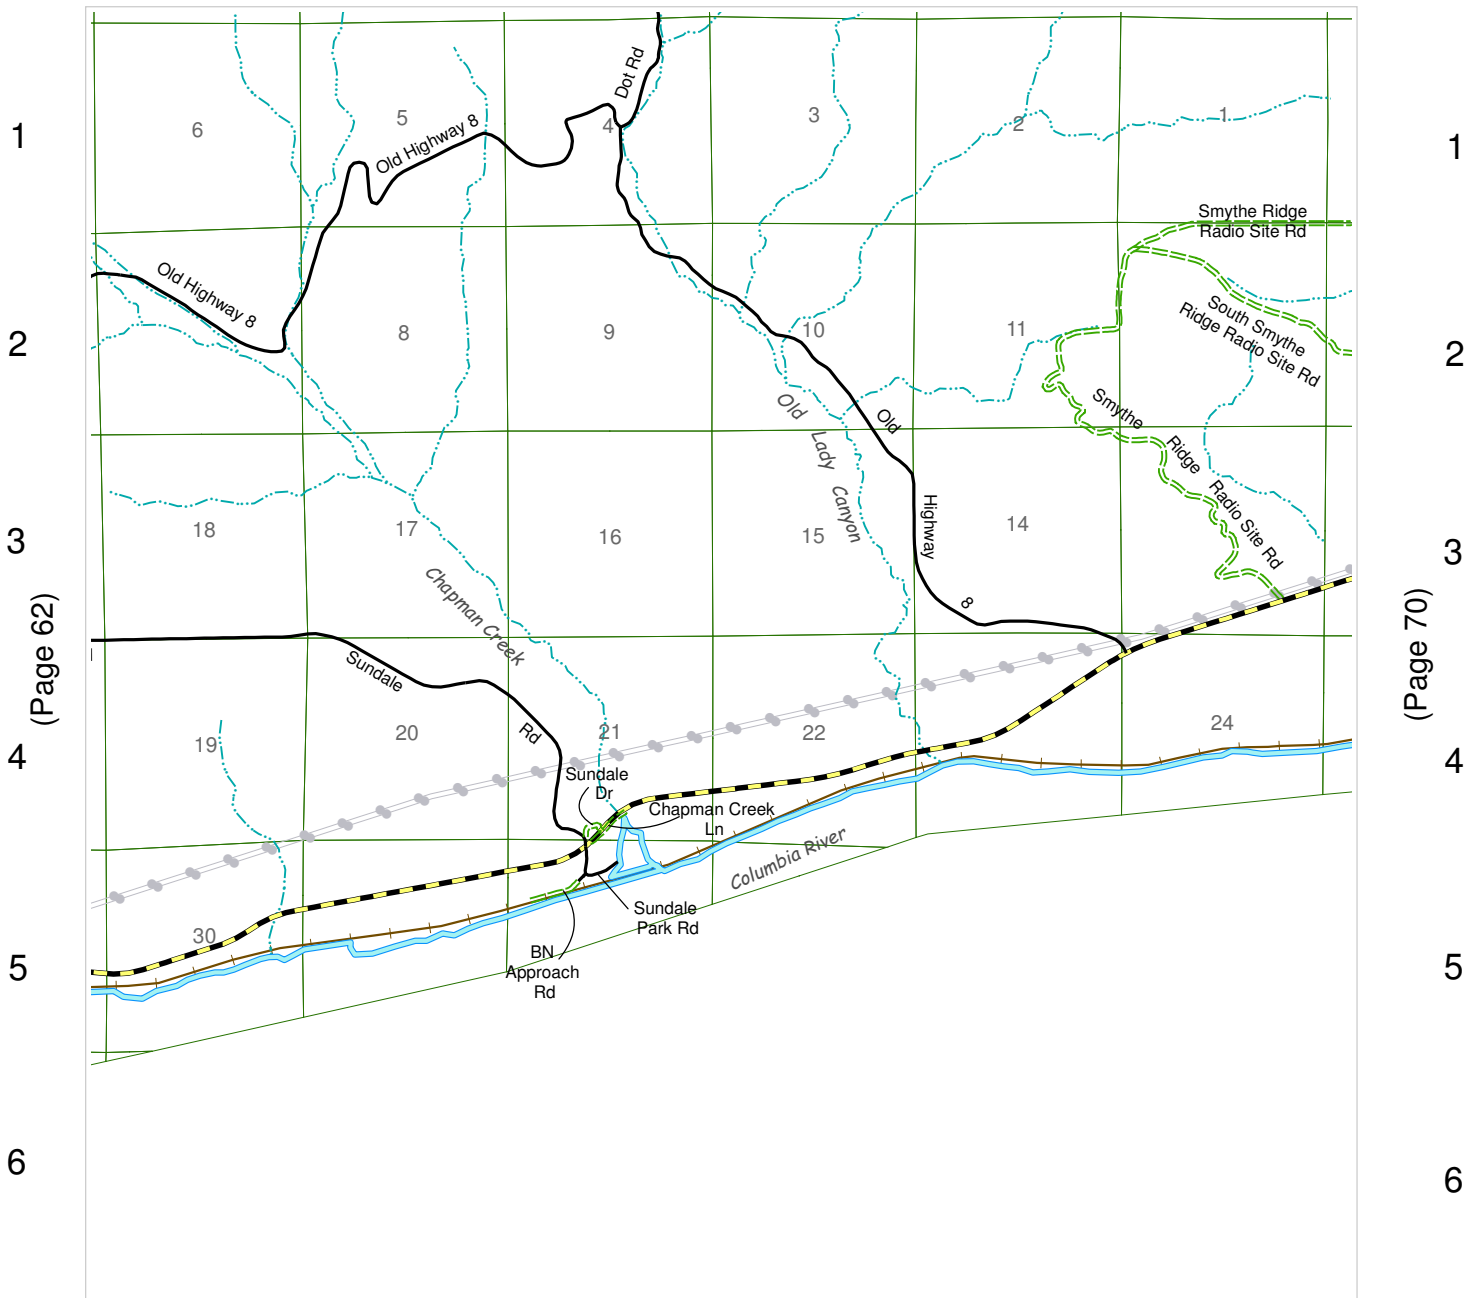 Dot Rd
1
6
5
4
3
2
1
1
Old Highway 8
Smythe Ridge
Radio Site Rd
Old Highway 8
2
8
9
10
11
2
South Smythe
Ridge Radio Site Rd
Old Lady Canyon
Old Highway 8
Smythe Ridge Radio Site Rd
3
18
17
16
15
14
3
Chapman Creek
(Page 62)
(Page 70)
Sundale Rd
4
19
20
21
22
24
4
Sundale
Dr
Chapman Creek
Ln
Columbia River
Sundale
Park Rd
30
BN
Approach
Rd
5
5
6
6